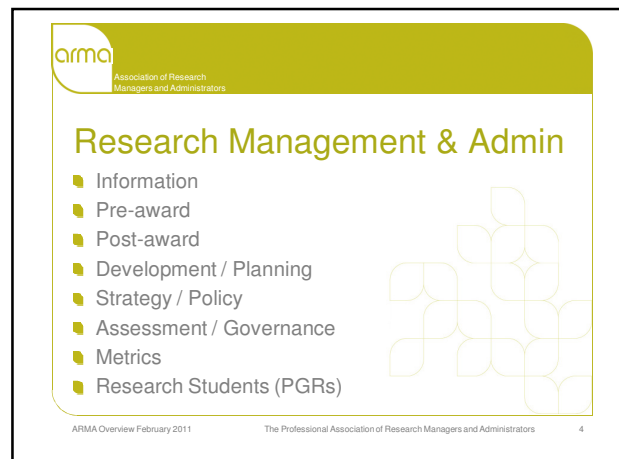 arma
Association of Research
Managers and Administrators
Research Management & Admin
Information
Pre-award
Post-award
Development / Planning
Strategy / Policy
Assessment / Governance
Metrics
Research Students (PGRs)
ARMA Overview February 2011 The Professional Association of Research Managers and Administrators 4